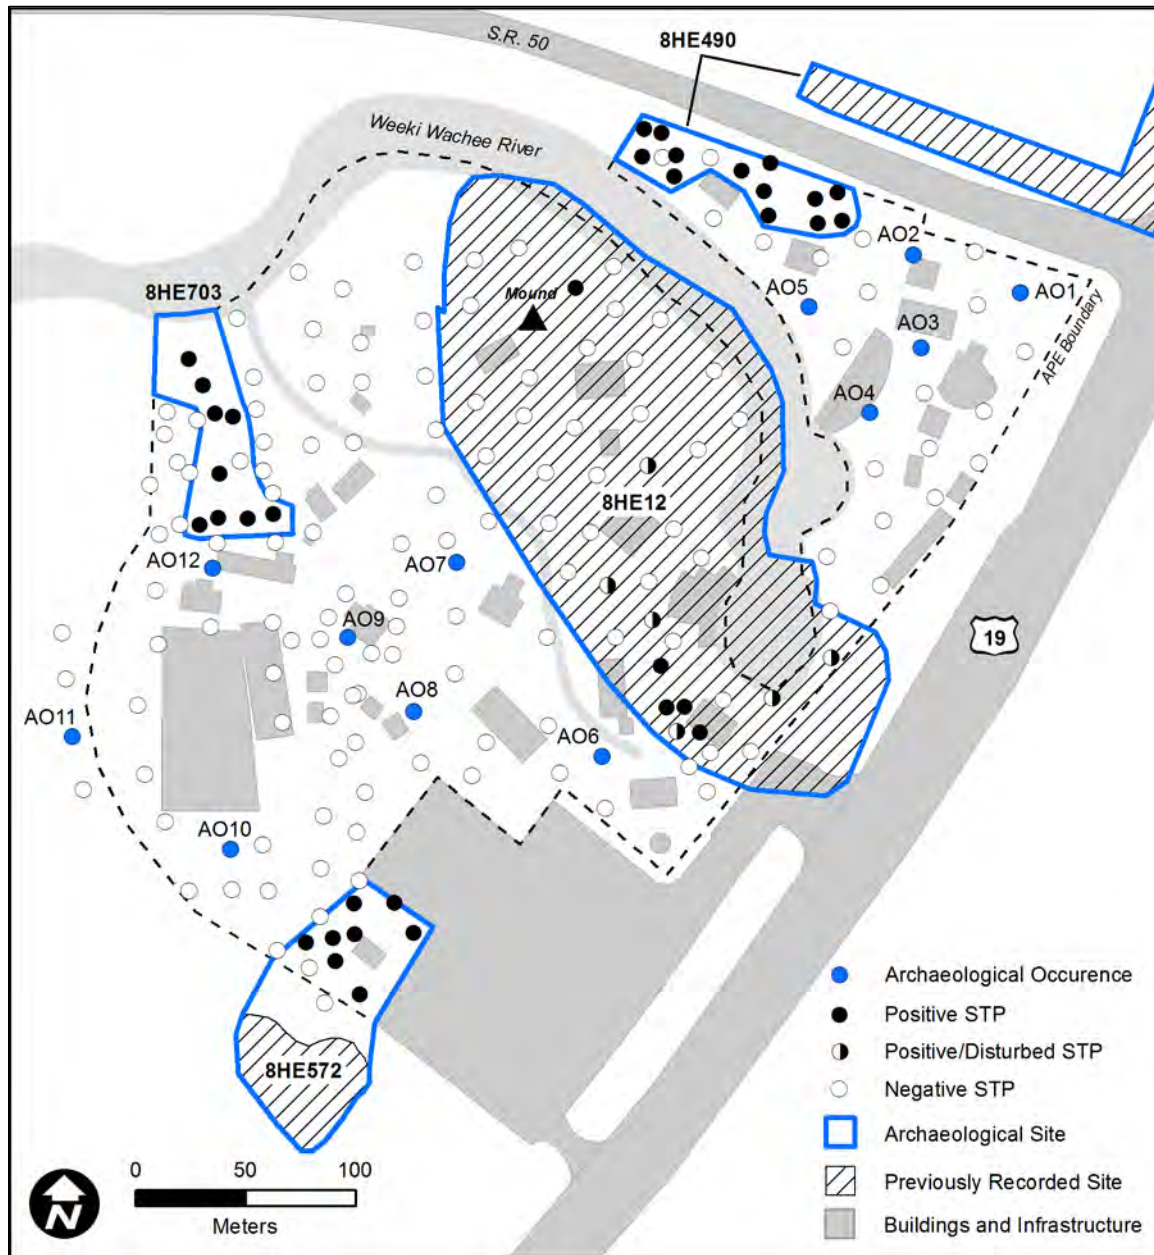 S.R. 50
8HE490
Weeki Wachee River
AO2
8HE703
Mound
AO5
AO1
AO3
APE Boundary
AO4
8HE12
AO12
AO7
19
AO9
AO8
AO11
AO6
AO10
Archaeological Occurence
Positive STP
Positive/Disturbed STP
8HE572
Negative STP
Archaeological Site
N
0 50 100
Meters
Previously Recorded Site
Buildings and Infrastructure